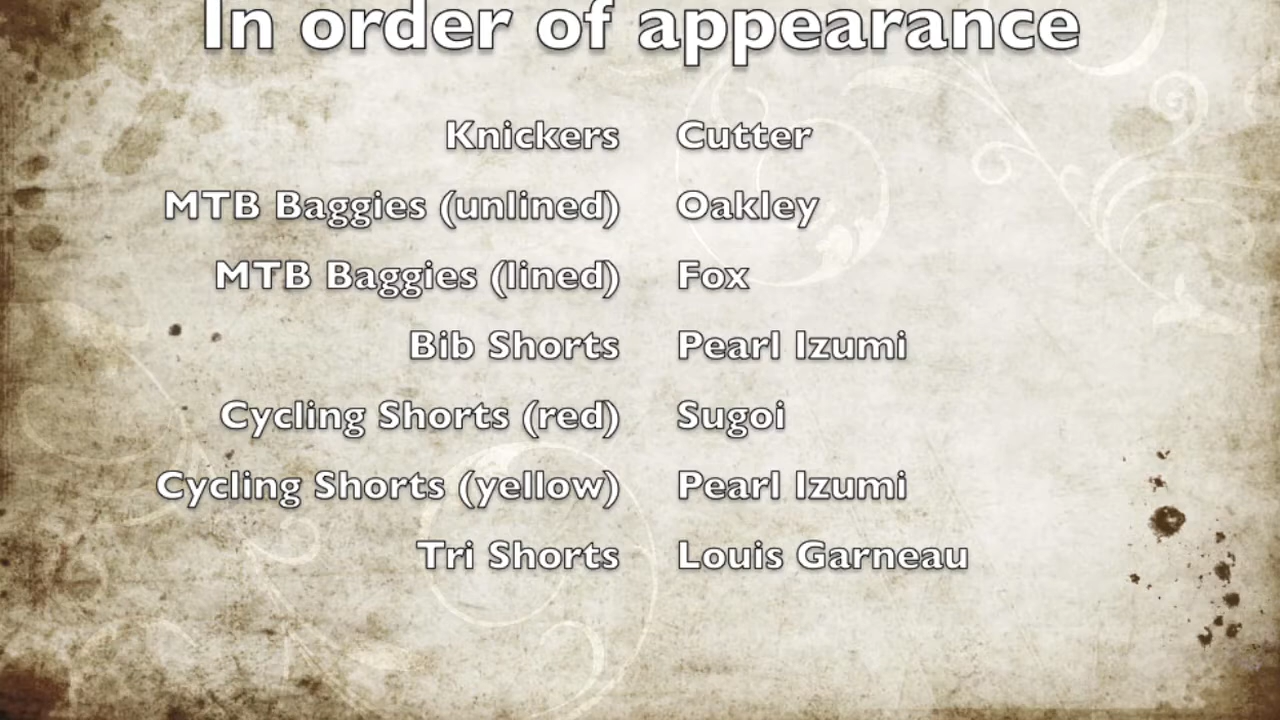 In order of appearance
Knickers Cutter
MTB Baggies (unlined) Oakley
MTB Baggies (lined) Fox
Bib Shorts Pearl Izumi
Cycling Shorts (red) Sugoi
Cycling Shorts (yellow) Pearl Izumi
Tri Shorts Louis Garneau